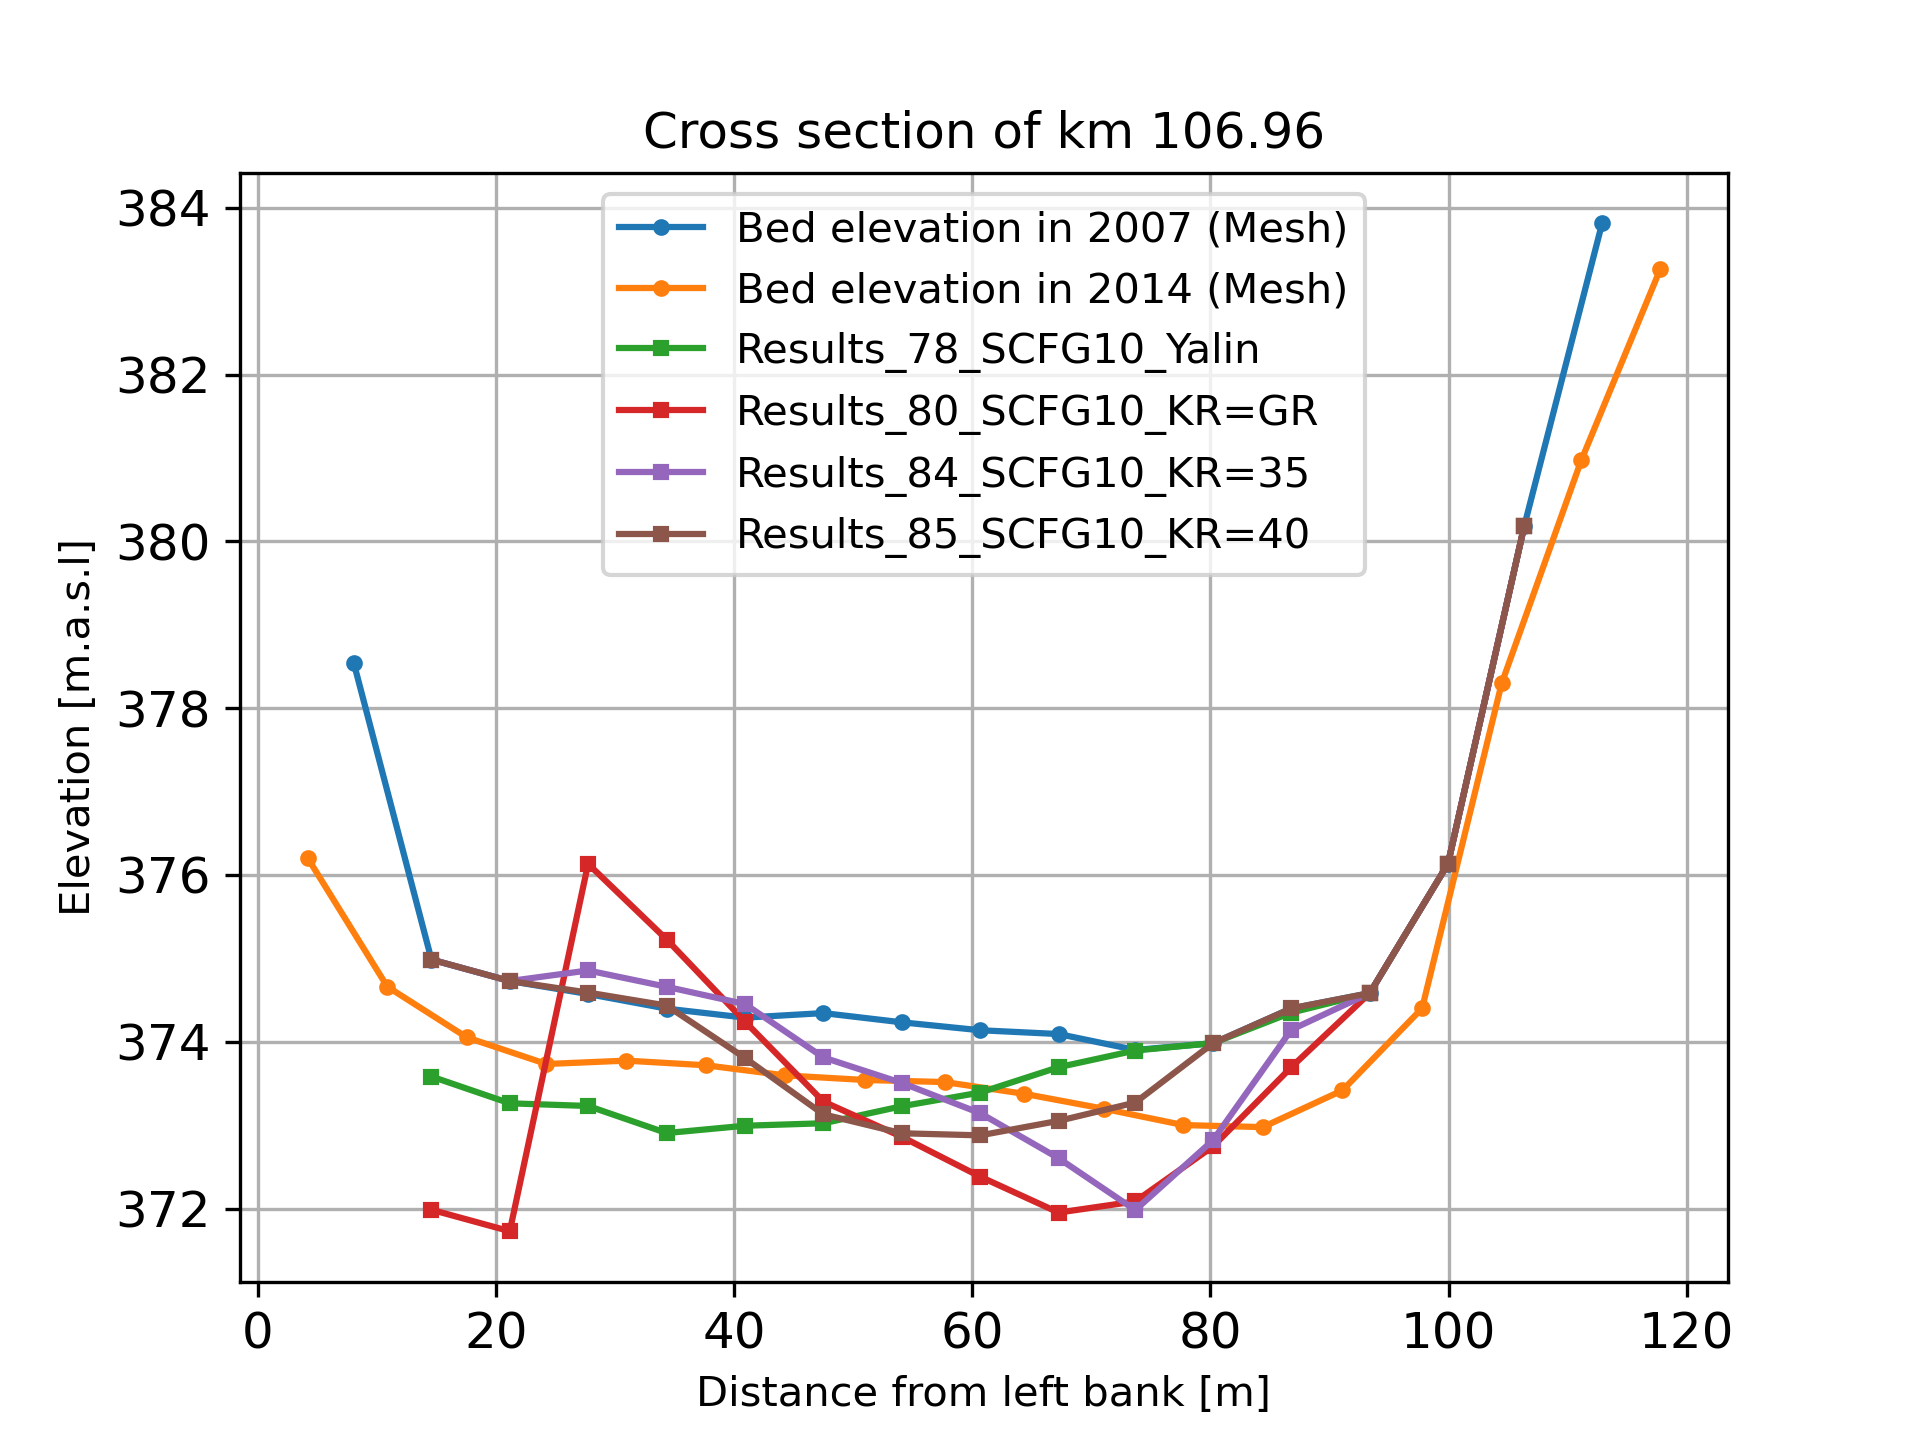 Cross section of km 106.96
384
382
380
378
376
374
372
Elevation [m.a.s.l]
Bed elevation in 2007 (Mesh)
Bed elevation in 2014 (Mesh)
Results_78_SCFG10_Yalin
Results_80_SCFG10_KR=GR
Results_84_SCFG10_KR=35
Results_85_SCFG10_KR=40
0 20 40 60 80 100 120
Distance from left bank [m]